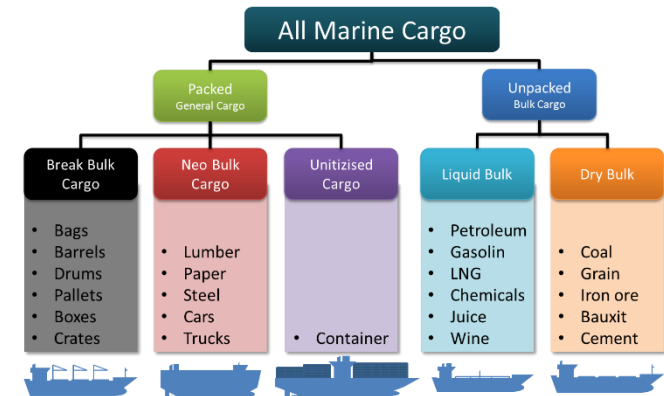 All Marine Cargo
Packed
General Cargo
Unpacked
Bulk Cargo
Break Bulk
Cargo
Neo Bulk
Cargo
Unitizised
Cargo
Liquid Bulk
Dry Bulk
• Bags
• Barrels
• Drums
• Pallets
• Boxes
• Crates
• Lumber
• Paper
• Steel
• Cars
• Trucks
• Container
• Petroleum
• Gasolin
• LNG
• Chemicals
• Juice
• Wine
• Coal
• Grain
• Iron ore
• Bauxit
• Cement